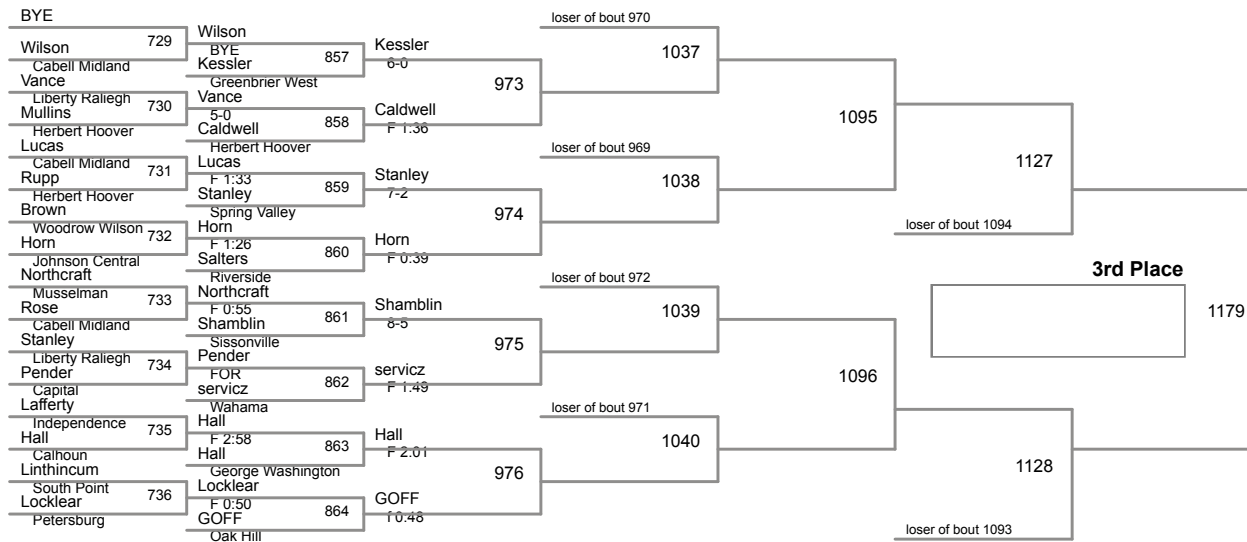 BYE
Wilson
729
Cabell Midland
Vance
Liberty Raliegh
730
Mullins
Herbert Hoover
Lucas
Cabell Midland
731
Rupp
Herbert Hoover
Brown
Woodrow Wilson
732
Horn
Johnson Central
Northcraft
Musselman
733
Rose
Cabell Midland
Stanley
Liberty Raliegh
734
Pender
Capital
Lafferty
Independence
735
Hall
Calhoun
Linthincum
South Point
736
Locklear
Petersburg
Wilson
BYE
857
Kessler
Greenbrier West
Vance
5-0
858
Caldwell
Herbert Hoover
Lucas
F 1:33
859
Stanley
Spring Valley
Horn
F 1:26
860
Salters
Riverside
Northcraft
F 0:55
861
Shamblin
Sissonville
Pender
FOR
862
servicz
Wahama
Hall
F 2:58
863
Hall
George Washington
Locklear
F 0:50
864
GOFF
Oak Hill
Kessler
6-0
973
Caldwell
F 1:36
Stanley
7-2
974
Horn
F 0:39
Shamblin
8-5
975
servicz
F 1:49
Hall
F 2:01
976
GOFF
f 0:48
loser of bout 970
1037
loser of bout 969
1038
loser of bout 972
1039
loser of bout 971
1040
1095
1096
1127
loser of bout 1094
3rd Place
1179
1128
loser of bout 1093